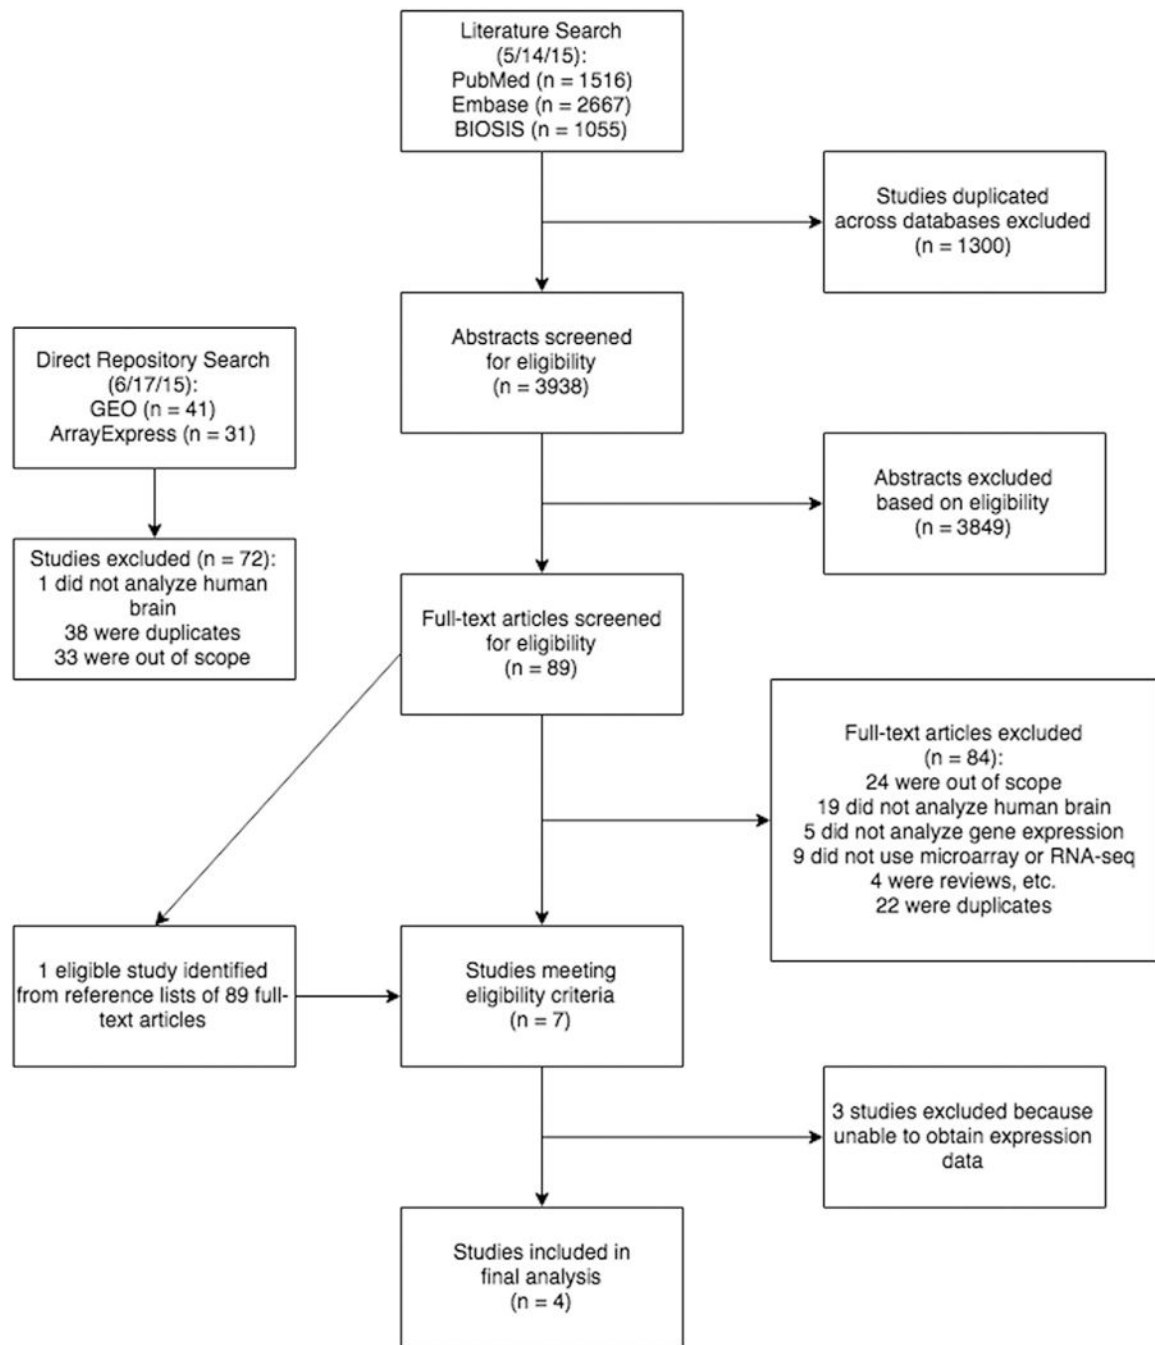 Literature Search
(5/14/15):
PubMed (n = 1516)
Embase (n = 2667)
BIOSIS (n = 1055)
Studies duplicated
across databases excluded
(n = 1300)
Abstracts screened
for eligibility
(n = 3938)
Direct Repository Search
(6/17/15):
GEO (n = 41)
ArrayExpress (n = 31)
Abstracts excluded
based on eligibility
(n = 3849)
Studies excluded (n = 72):
1 did not analyze human
brain
38 were duplicates
33 were out of scope
Full-text articles screened
for eligibility
(n = 89)
Full-text articles excluded
(n = 84):
24 were out of scope
19 did not analyze human brain
5 did not analyze gene expression
9 did not use microarray or RNA-seq
4 were reviews, etc.
22 were duplicates
1 eligible study identified
from reference lists of 89 full-
text articles
Studies meeting
eligibility criteria
(n = 7)
3 studies excluded because
unable to obtain expression
data
Studies included in
final analysis
(n = 4)